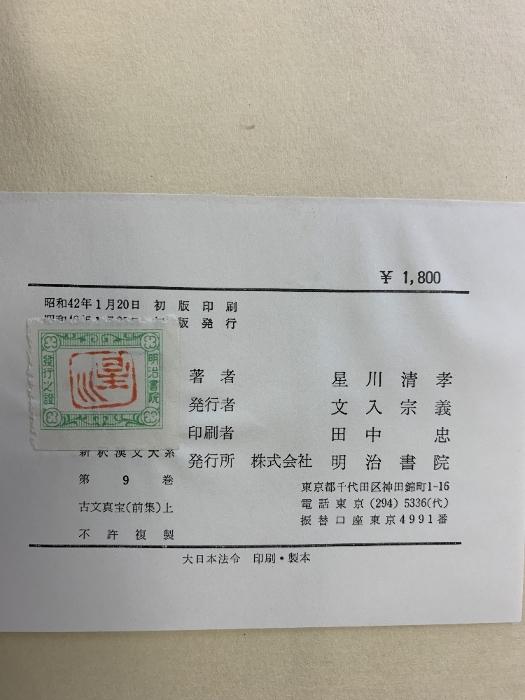 ¥ 1,800
昭和42年1月20日 初版印刷
初版発行
著者 星川清孝
発行者 文入宗義
印刷者 田中忠
発行所 株式会社 明治書院
東京都千代田区神田錦町1-16
電話東京(294)5336(代)
振替口座東京4991番
新釈漢文大系
第9巻
古文真宝(前集)上
不許複製
大日本法令 印刷・製本
明治書院
發行之證